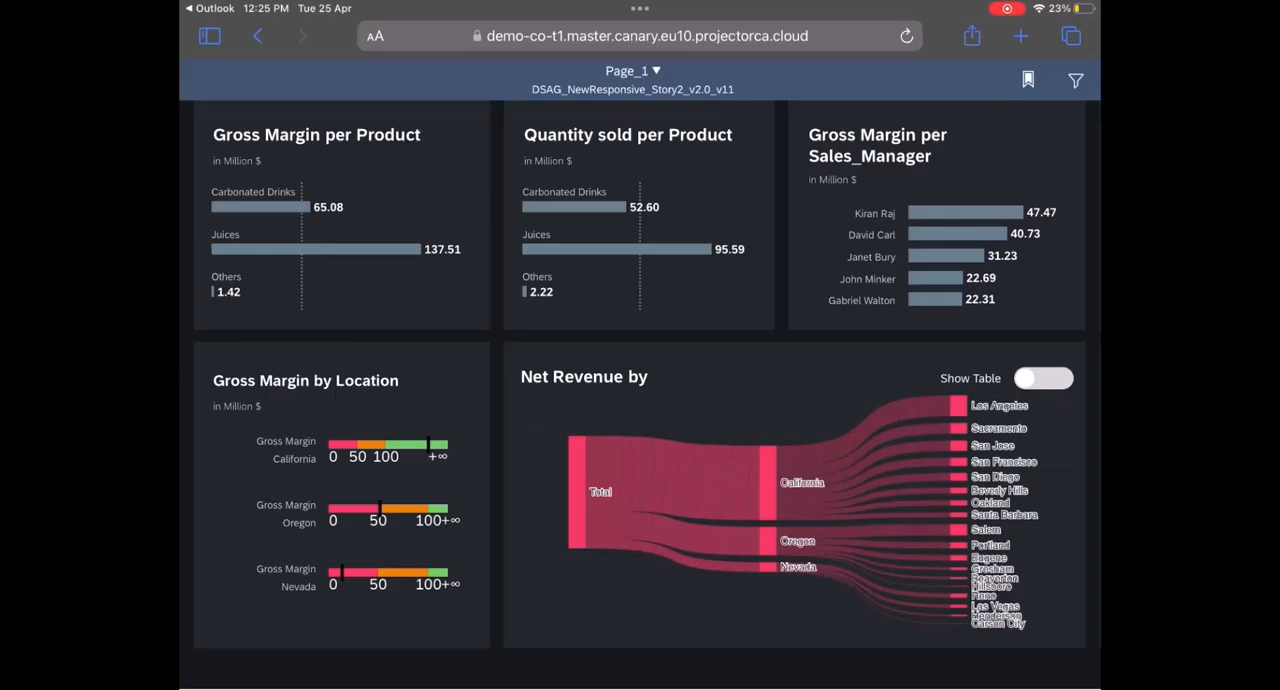 Outlook 12:25 PM Tue 25 Apr
23%
AA
demo-co-t1.master.canary.eu10.projectorca.cloud
Page_1
DSAG_NewResponsive_Story2_v2.0_v11
Gross Margin per Product
in Million $
Carbonated Drinks
65.08
Juices
137.51
Others
1.42
Quantity sold per Product
in Million $
Carbonated Drinks
52.60
Juices
95.59
Others
2.22
Gross Margin per
Sales_Manager
in Million $
Kiran Raj 47.47
David Carl 40.73
Janet Bury 31.23
John Minker 22.69
Gabriel Walton 22.31
Gross Margin by Location
in Million $
Gross Margin
California
0 50 100 +∞
Gross Margin
Oregon
0 50 100+∞
Gross Margin
Nevada
0 50 100+∞
Net Revenue by
Show Table
Total
California
Oregon
Nevada
Los Angeles
Sacramento
San Jose
San Francisco
San Diego
Beverly Hills
Oakland
Santa Barbara
Salem
Portland
Eugene
Gresham
Beaverton
Hillsboro
Reno
Las Vegas
Henderson
Carson City